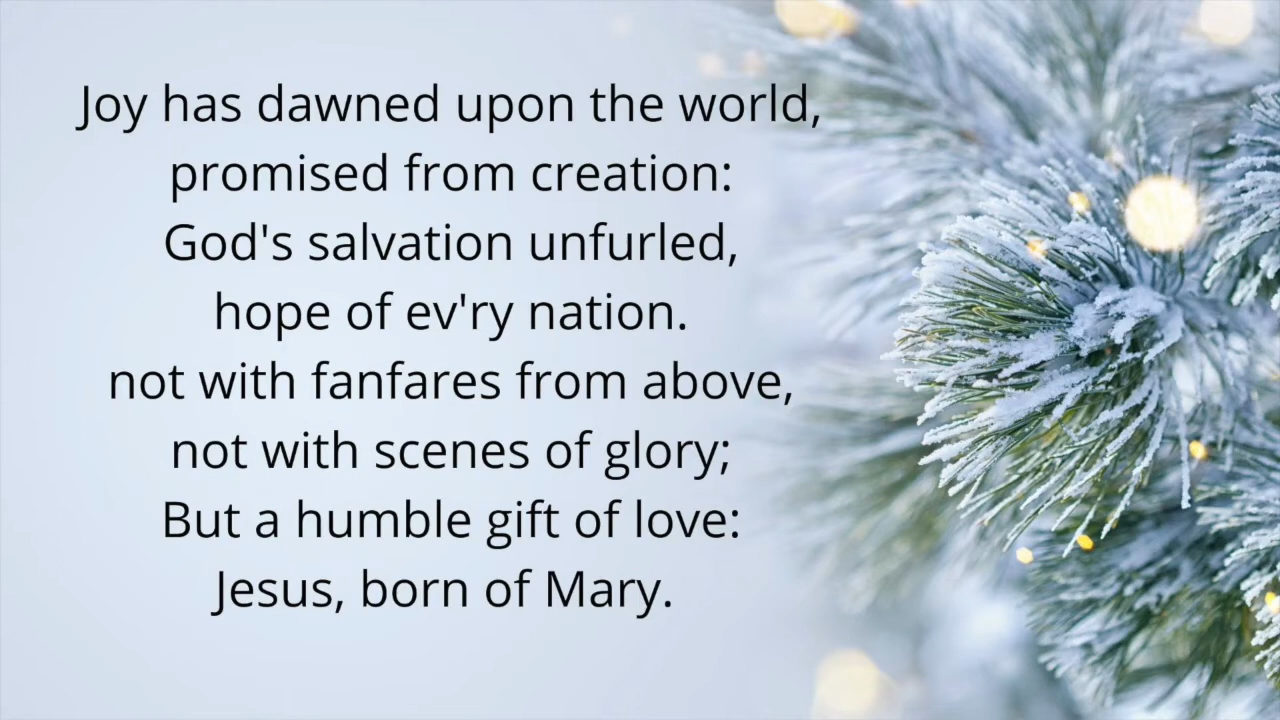 Joy has dawned upon the world,
promised from creation:
God's salvation unfurled,
hope of ev'ry nation.
not with fanfares from above,
not with scenes of glory;
But a humble gift of love:
Jesus, born of Mary.